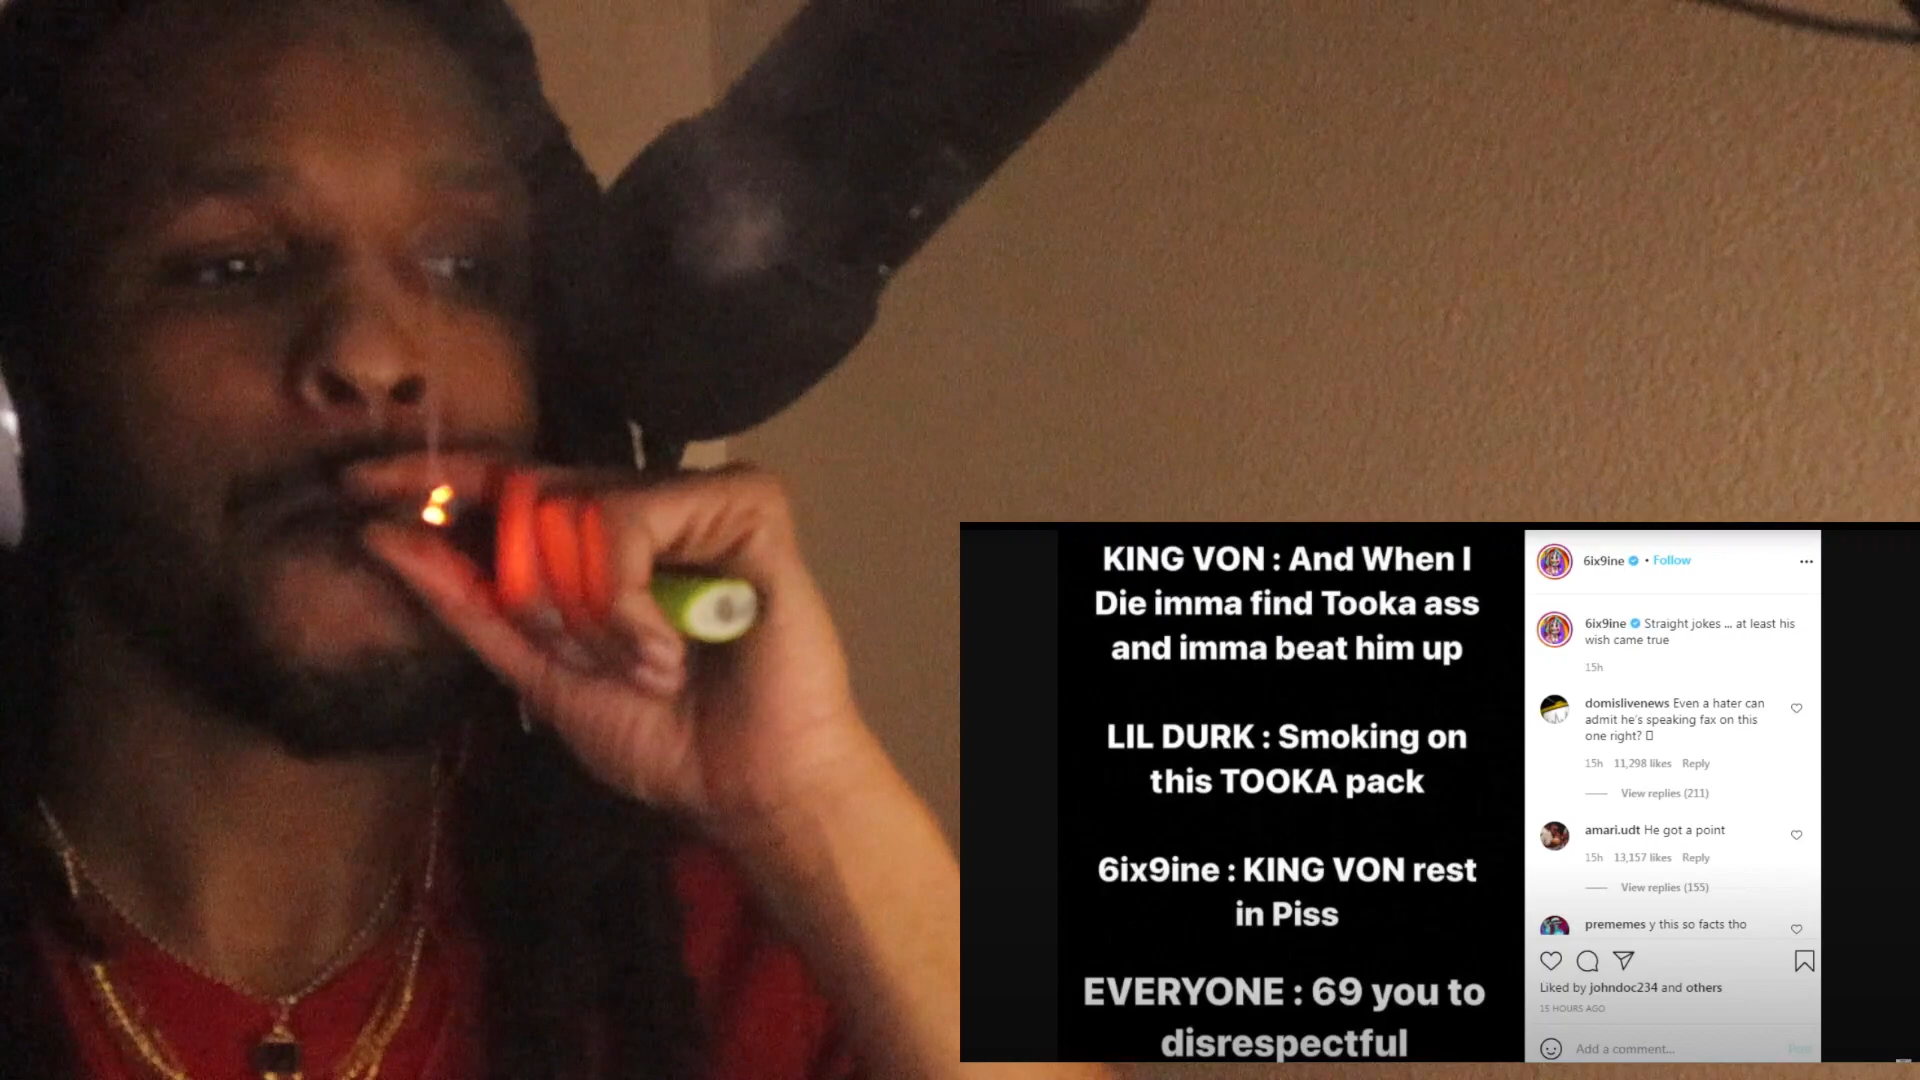 KING VON : And When I
Die imma find Tooka ass
and imma beat him up
LIL DURK : Smoking on
this TOOKA pack
6ix9ine : KING VON rest
in Piss
EVERYONE : 69 you to
disrespectful
6ix9ine • Follow
6ix9ine Straight jokes ... at least his
wish came true
15h
domislivenews Even a hater can
admit he's speaking fax on this
one right?
15h 11,298 likes Reply
View replies (211)
amari.udt He got a point
15h 13,157 likes Reply
View replies (155)
prememes y this so facts tho
Liked by johndoc234 and others
15 HOURS AGO
Add a comment...
Post